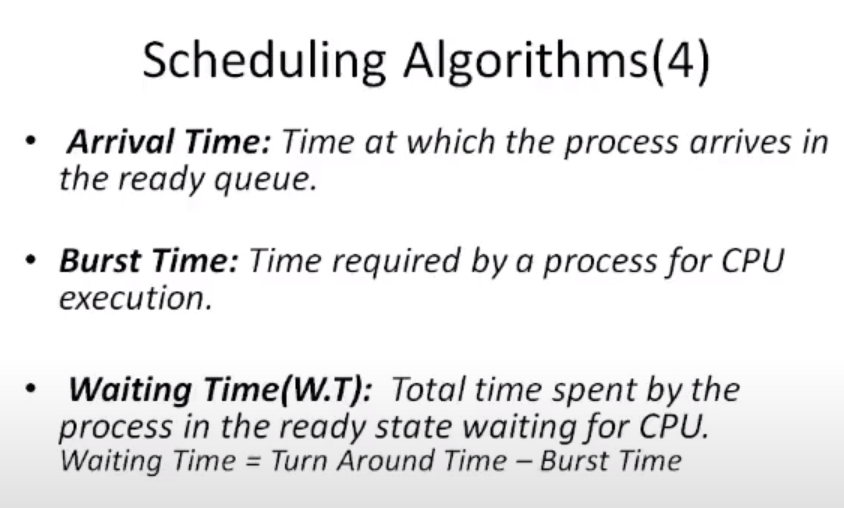 Scheduling Algorithms(4)
• Arrival Time: Time at which the process arrives in
the ready queue.
• Burst Time: Time required by a process for CPU
execution.
• Waiting Time(W.T): Total time spent by the
process in the ready state waiting for CPU.
Waiting Time = Turn Around Time – Burst Time